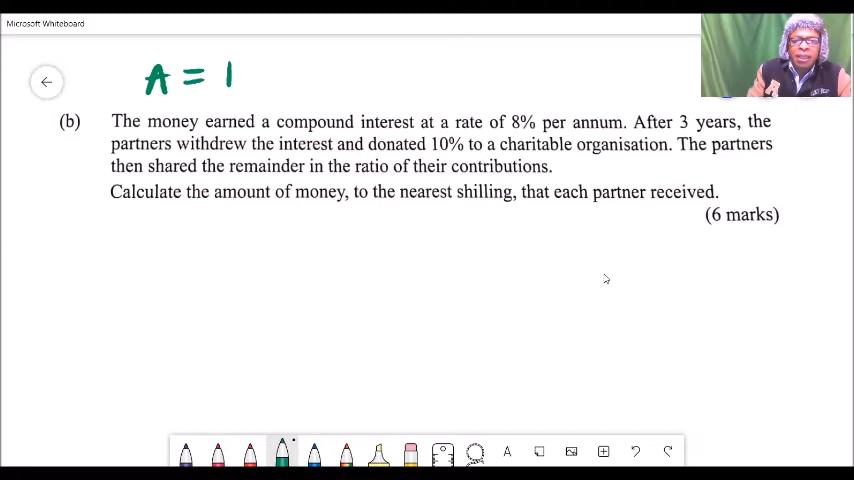 Microsoft Whiteboard
A = 1
(b) The money earned a compound interest at a rate of 8% per annum. After 3 years, the
partners withdrew the interest and donated 10% to a charitable organisation. The partners
then shared the remainder in the ratio of their contributions.
Calculate the amount of money, to the nearest shilling, that each partner received.
(6 marks)
A